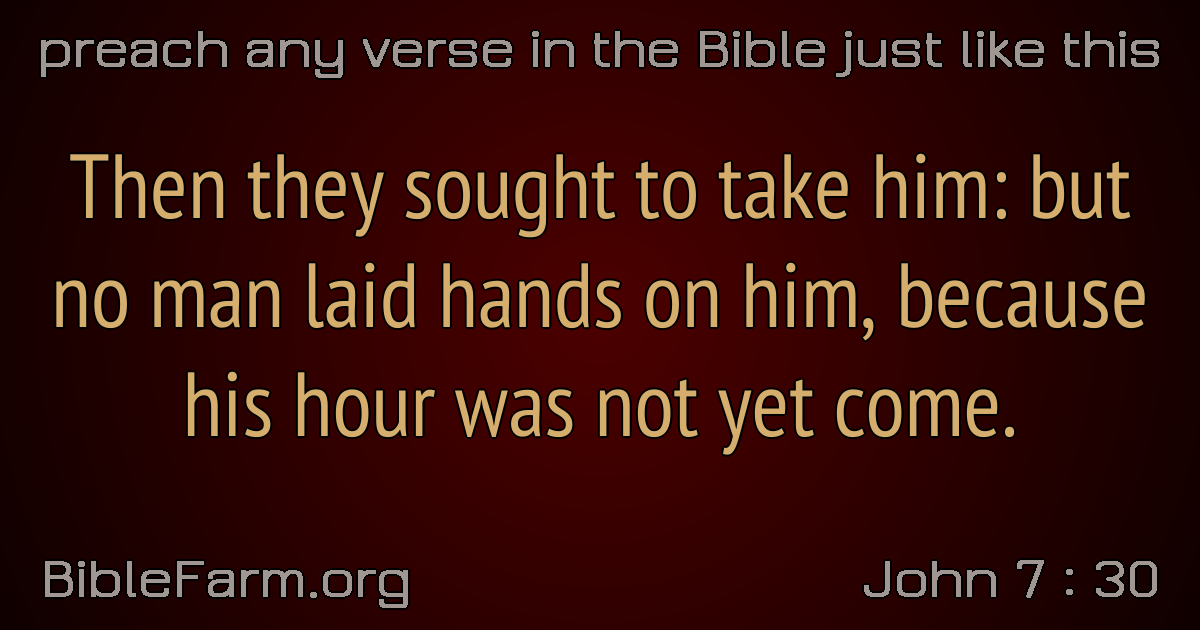 preach any verse in the Bible just like this
Then they sought to take him: but
no man laid hands on him, because
his hour was not yet come.
BibleFarm.org
John 7 : 30